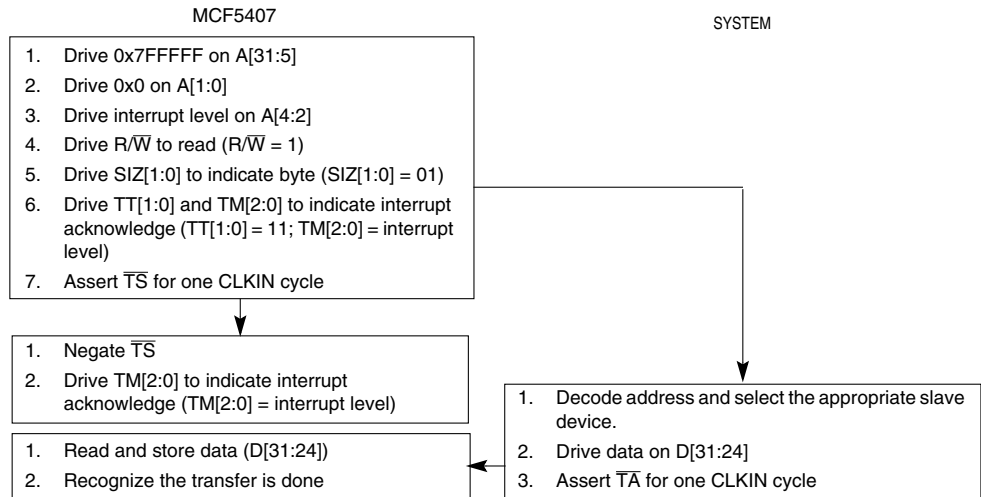 MCF5407
SYSTEM
1. Drive 0x7FFFFF on A[31:5]
2. Drive 0x0 on A[1:0]
3. Drive interrupt level on A[4:2]
4. Drive R/W̅ to read (R/W̅ = 1)
5. Drive SIZ[1:0] to indicate byte (SIZ[1:0] = 01)
6. Drive TT[1:0] and TM[2:0] to indicate interrupt
acknowledge (T̅T̅[1:0] = 11; TM[2:0] = interrupt
level)
7. Assert T̅S̅ for one CLKIN cycle
1. Negate T̅S̅
2. Drive TM[2:0] to indicate interrupt
acknowledge (TM[2:0] = interrupt level)
1. Decode address and select the appropriate slave
device.
2. Drive data on D[31:24]
3. Assert T̅A̅ for one CLKIN cycle
1. Read and store data (D[31:24])
2. Recognize the transfer is done